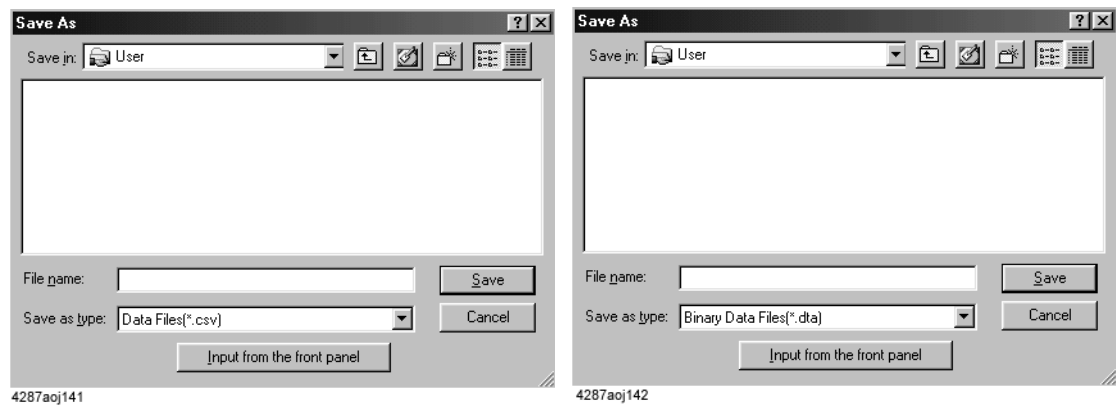 Save As
Save in: User
File name:
Save
Save as type: Data Files(*.csv)
Cancel
Input from the front panel
4287aoj141
Save As
Save in: User
File name:
Save
Save as type: Binary Data Files(*.dta)
Cancel
Input from the front panel
4287aoj142